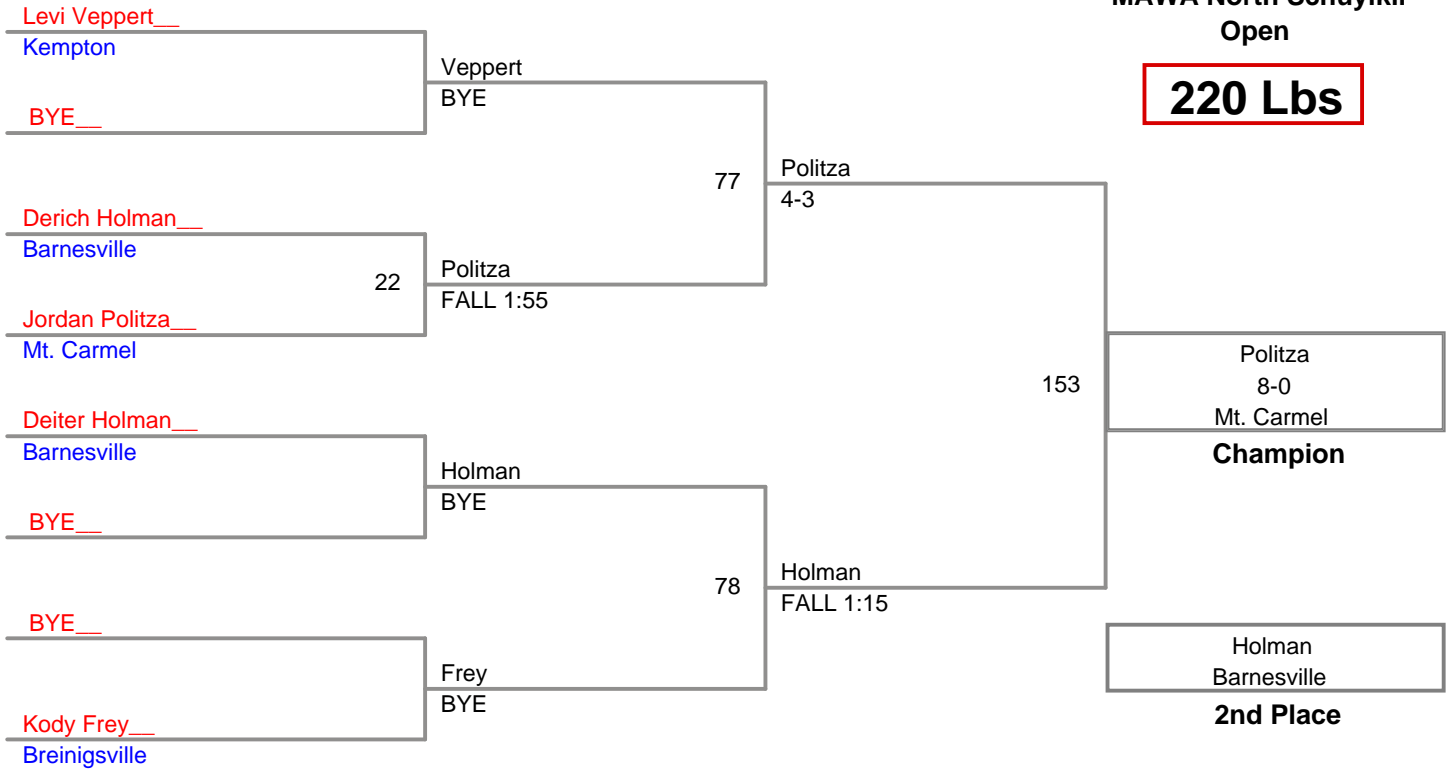 Open
220 Lbs
Levi Veppert__
Kempton
BYE__
Derich Holman__
Barnesville
Jordan Politza__
Mt. Carmel
Deiter Holman__
Barnesville
BYE__
BYE__
Kody Frey__
Breinigsville
Veppert
BYE
22
Politza
FALL 1:55
Holman
BYE
Frey
BYE
77
Politza
4-3
78
Holman
FALL 1:15
153
Politza
8-0
Mt. Carmel
Champion
Holman
Barnesville
2nd Place